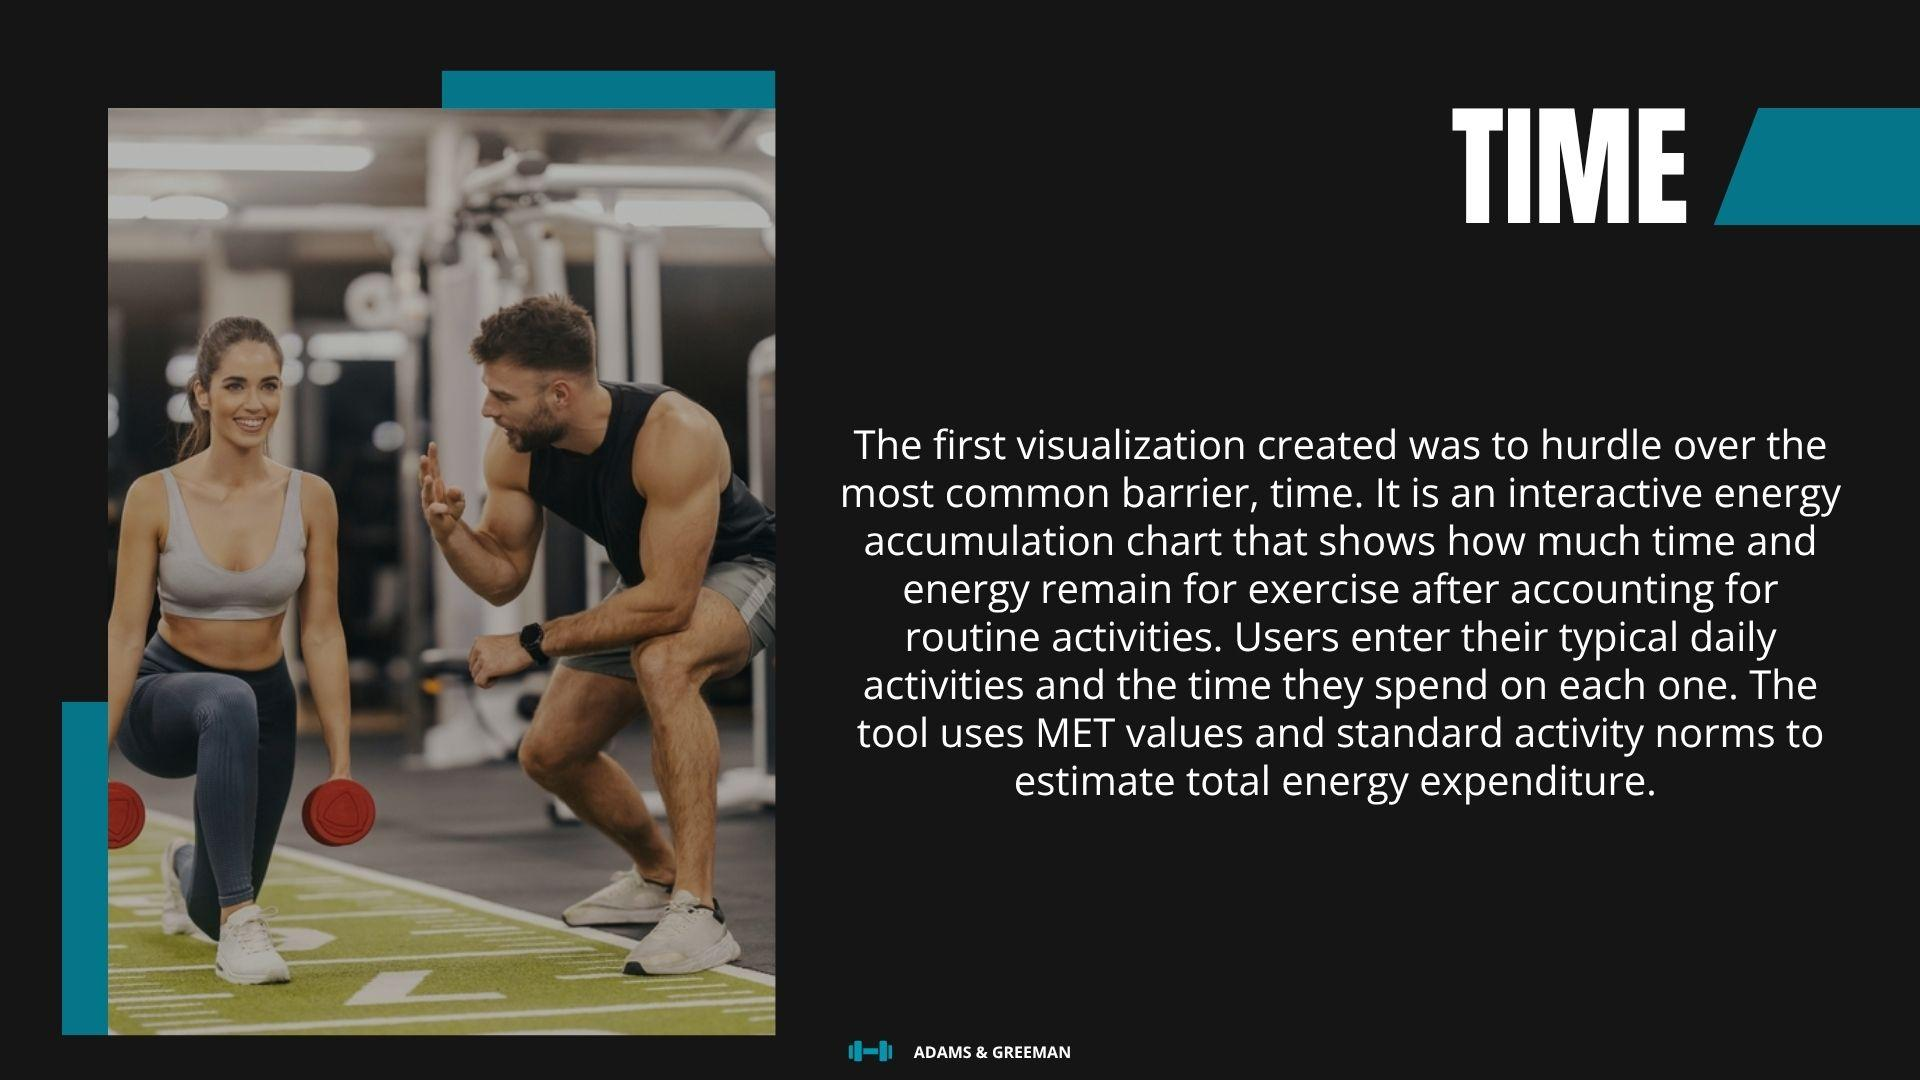 TIME
The first visualization created was to hurdle over the
most common barrier, time. It is an interactive energy
accumulation chart that shows how much time and
energy remain for exercise after accounting for
routine activities. Users enter their typical daily
activities and the time they spend on each one. The
tool uses MET values and standard activity norms to
estimate total energy expenditure.
ADAMS & GREEMAN